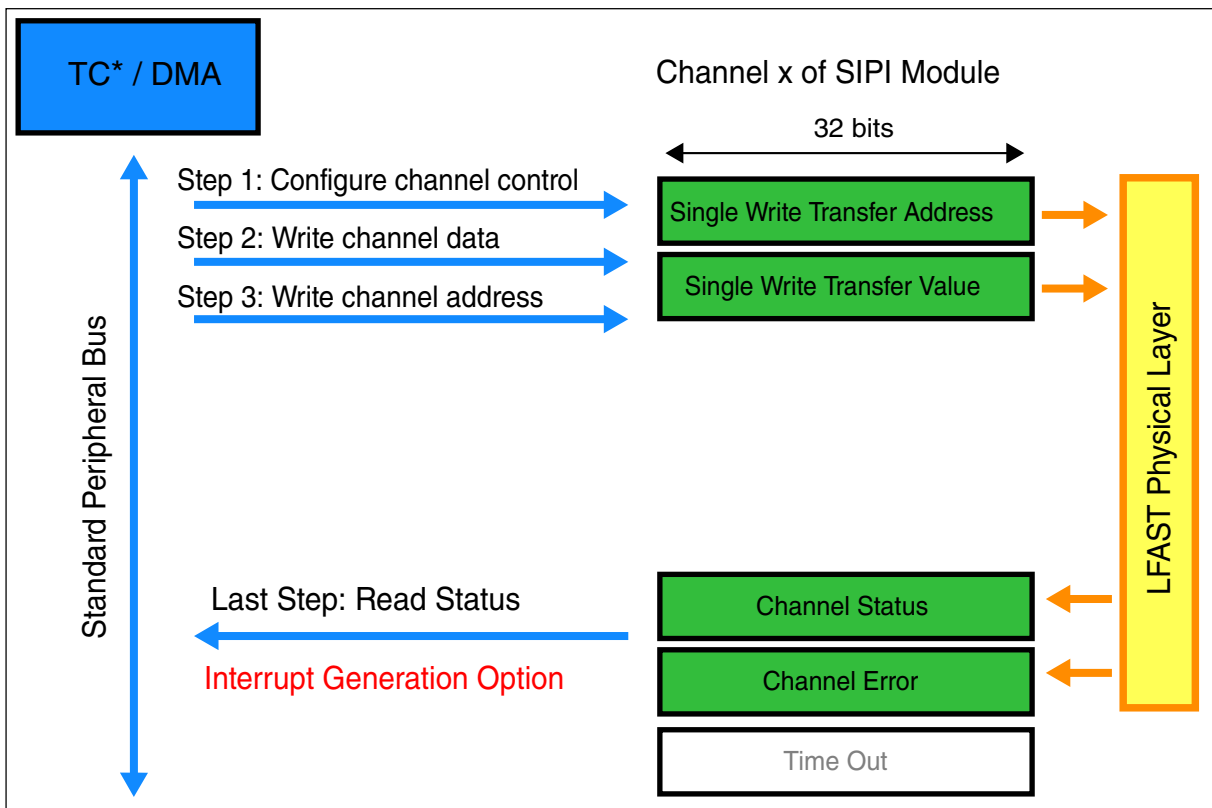 TC* / DMA
Channel x of SIPI Module
32 bits
Step 1: Configure channel control
Single Write Transfer Address
Step 2: Write channel data
Single Write Transfer Value
Step 3: Write channel address
Standard Peripheral Bus
LFAST Physical Layer
Last Step: Read Status
Channel Status
Interrupt Generation Option
Channel Error
Time Out